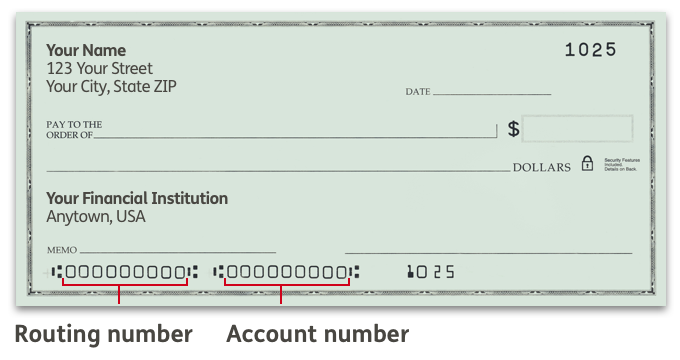 Your Name
1025
123 Your Street
Your City, State ZIP
DATE
PAY TO THE
ORDER OF
$
DOLLARS
Security Features
Included.
Details on Back.
Your Financial Institution
Anytown, USA
MEMO
⑆000000000⑆ ⑆000000000⑆ 1025
Routing number Account number